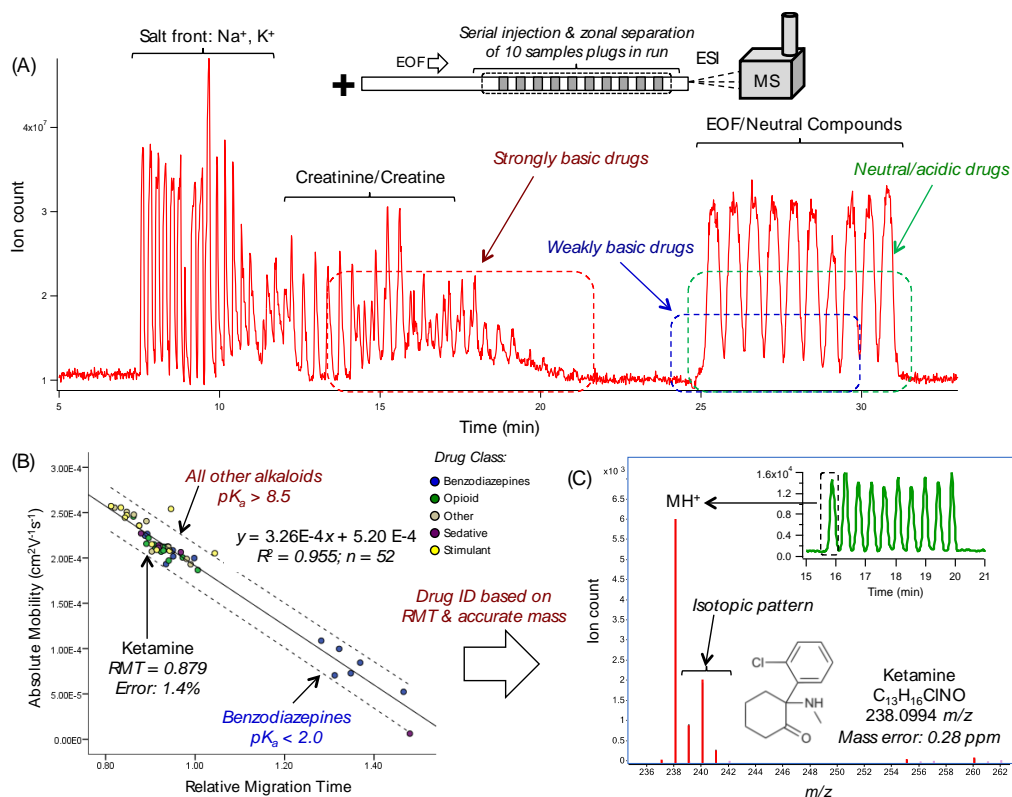 (A)
Salt front: Na⁺, K⁺
Serial injection & zonal separation
of 10 samples plugs in run
EOF
+
ESI
MS
EOF/Neutral Compounds
Strongly basic drugs
Neutral/acidic drugs
Creatinine/Creatine
Weakly basic drugs
Ion count
4x10⁷
3
2
1
5 10 15 20 25 30
Time (min)
(B)
All other alkaloids
pKa > 8.5
Drug Class:
Benzodiazepines
Opioid
Other
Sedative
Stimulant
y = 3.26E-4x + 5.20 E-4
R² = 0.955; n = 52
Absolute Mobility (cm²V⁻¹s⁻¹)
3.00E-4
2.50E-4
2.00E-4
1.50E-4
1.00E-4
5.00E-5
0.00E0
Ketamine
RMT = 0.879
Error: 1.4%
Benzodiazepines
pKa < 2.0
0.80 1.00 1.20 1.40
Relative Migration Time
Drug ID based on
RMT & accurate mass
(C)
x10³
MH⁺
1.6x10⁴
1.4
1.2
1.0
0.8
0.6
0.4
0.2
0.0
15 16 17 18 19 20 21
Time (min)
Isotopic pattern
Ion count
6.5
6
5.5
5
4.5
4
3.5
3
2.5
2
1.5
1
0.5
0
Cl
NH
O
Ketamine
C₁₃H₁₆ClNO
238.0994 m/z
Mass error: 0.28 ppm
236 238 240 242 244 246 248 250 252 254 256 258 260 262
m/z